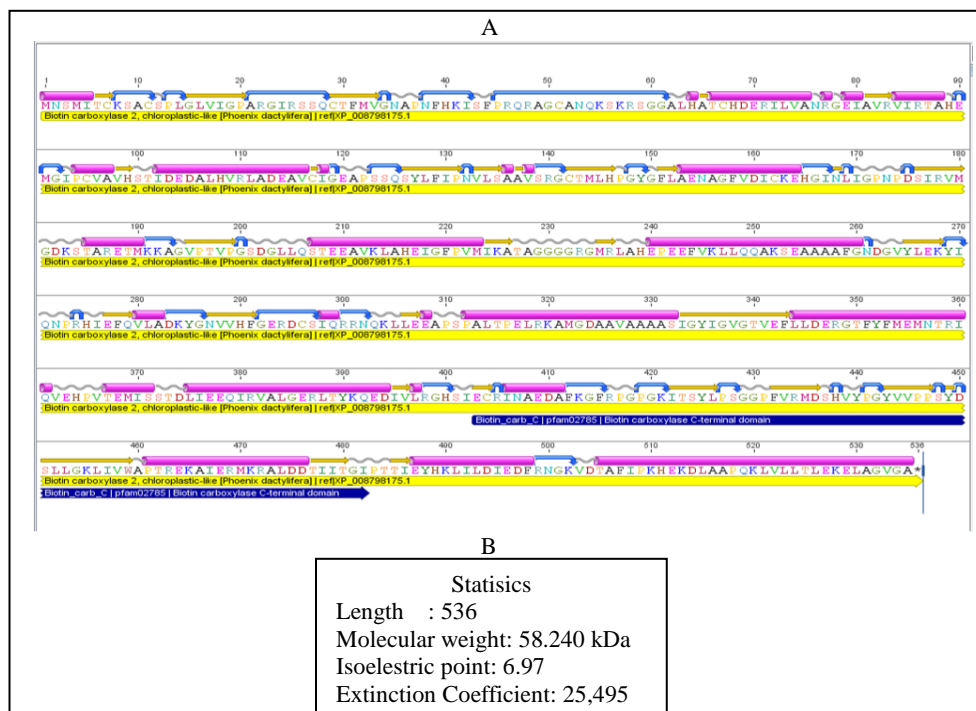 A
1 10 20 30 40 50 60 70 80 90
MNSMITCKSACSPLGLVIGPARGIRSSQCTFMVGNAPNFHKISFPRQRAGCANQKSKRSGGALHATCHDERILVANRGEIAVRVIRTAHE
Biotin carboxylase 2, chloroplastic-like [Phoenix dactylifera] | ref|XP_008798175.1
100 110 120 130 140 150 160 170 180
MGIPCVAVHSTIDEDALHVRLADEAVCIGEAPSSQSYLFIPNVLSAAVSRGCTMLHPGYGFLAENAGFVDICKEHGINLIGPNPDSIRVM
Biotin carboxylase 2, chloroplastic-like [Phoenix dactylifera] | ref|XP_008798175.1
190 200 210 220 230 240 250 260 270
GDKSTARETMKKAGVPTVPGSDGLLQSTEEAVKLAHEIGFPVMIKATAGGGGRGMRLAHEPEEFVKLLQQAKSEAAAAFGNDGVYLEKYI
Biotin carboxylase 2, chloroplastic-like [Phoenix dactylifera] | ref|XP_008798175.1
280 290 300 310 320 330 340 350 360
QNPRHIEFQVLADKYGNVVHFGERDCSIQRRNQKLLEEAPSPALTPELRKAMGDAAVAAAASIGYIGVGTVEFLLDERGTFYFMEMNTRI
Biotin carboxylase 2, chloroplastic-like [Phoenix dactylifera] | ref|XP_008798175.1
370 380 390 400 410 420 430 440 450
QVEHPVTEMISSTDLIEEQIRVALGERLTYKQEDIVLRGHSIECRINAEDAFKGFRPGPGKITSYLPSGGPFVRMDSHVYPGYVVPPSYD
Biotin carboxylase 2, chloroplastic-like [Phoenix dactylifera] | ref|XP_008798175.1
Biotin_carb_C | pfam02785 | Biotin carboxylase C-terminal domain
460 470 480 490 500 510 520 530
SLLGKLIVWAPTREKAIERMKRALDDTIITGIPTTIEYHKLILDIEDFRNGKVDTAFIPKHEKDLAAPQKLVLLTLEKELAGVGA*
Biotin carboxylase 2, chloroplastic-like [Phoenix dactylifera] | ref|XP_008798175.1
Biotin_carb_C | pfam02785 | Biotin carboxylase C-terminal domain
B
Statisics
Length : 536
Molecular weight: 58.240 kDa
Isoelestric point: 6.97
Extinction Coefficient: 25,495